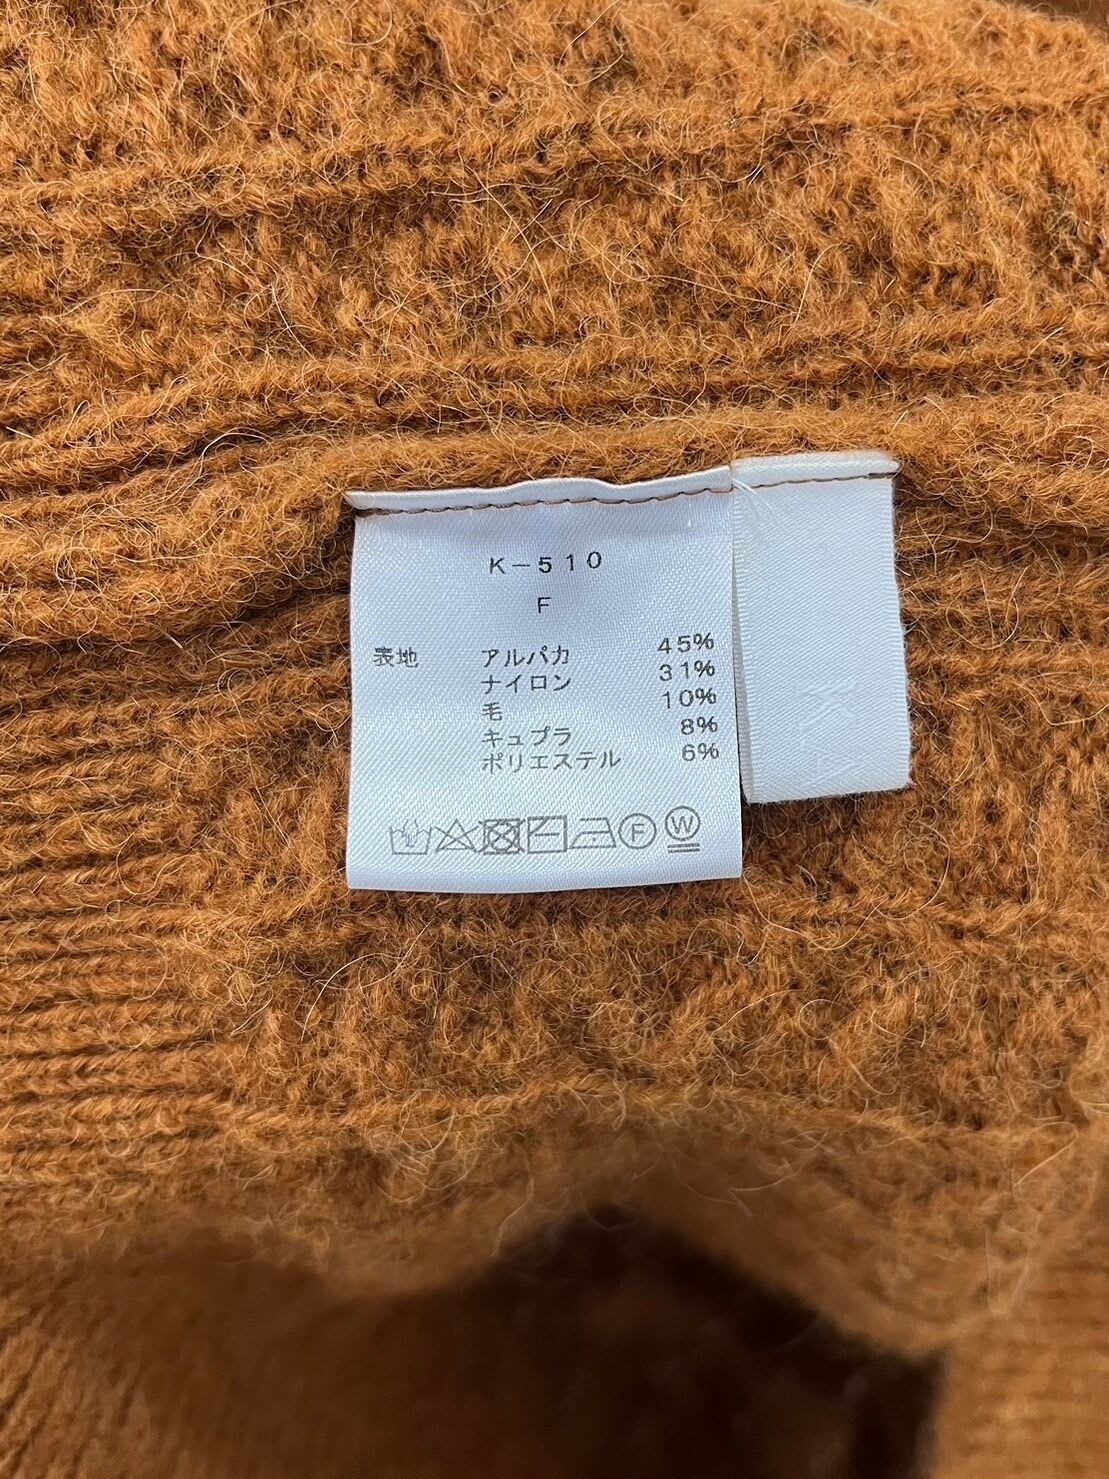 K-510
F
表地 アルパカ 45%
ナイロン 31%
毛 10%
キュプラ 8%
ポリエステル 6%
F W